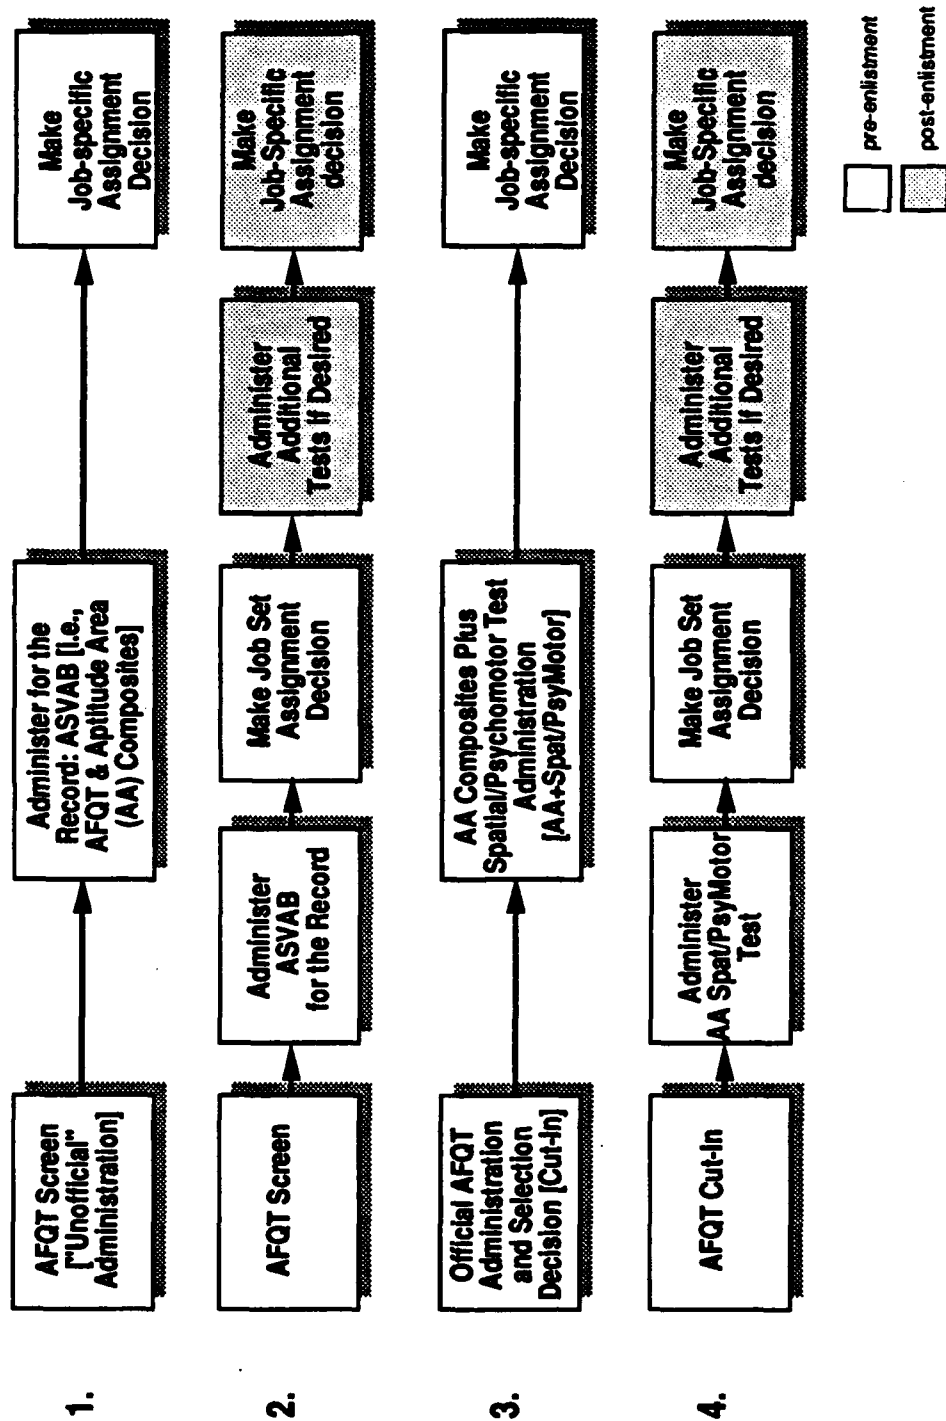 1.
AFQT Screen
["Unofficial"
Administration]
Administer for the
Record: ASVAB [i.e.,
AFQT & Aptitude Area
(AA) Composites]
Make
Job-specific
Assignment
Decision
2.
AFQT Screen
Administer
ASVAB
for the Record
Make Job Set
Assignment
Decision
Administer
Additional
Tests If Desired
Make
Job-Specific
Assignment
decision
3.
Official AFQT
Administration
and Selection
Decision [Cut-In]
AA Composites Plus
Spatial/Psychomotor Test
Administration
[AA+Spat/PsyMotor]
Make
Job-specific
Assignment
Decision
4.
AFQT Cut-In
Administer
AA Spat/PsyMotor
Test
Make Job Set
Assignment
Decision
Administer
Additional
Tests If Desired
Make
Job-Specific
Assignment
decision
pre-enlistment
post-enlistment